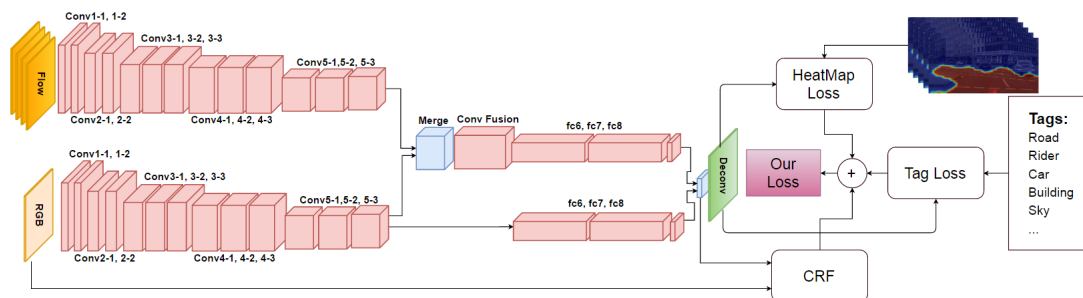 Conv1-1, 1-2
Conv3-1, 3-2, 3-3
Conv5-1,5-2, 5-3
Flow
Conv2-1, 2-2
Conv4-1, 4-2, 4-3
Merge
Conv Fusion
fc6, fc7, fc8
Conv1-1, 1-2
Conv3-1, 3-2, 3-3
Conv5-1,5-2, 5-3
RGB
Conv2-1, 2-2
Conv4-1, 4-2, 4-3
fc6, fc7, fc8
Deconv
HeatMap
Loss
Our
Loss
+
Tag Loss
CRF
Tags:
Road
Rider
Car
Building
Sky
...